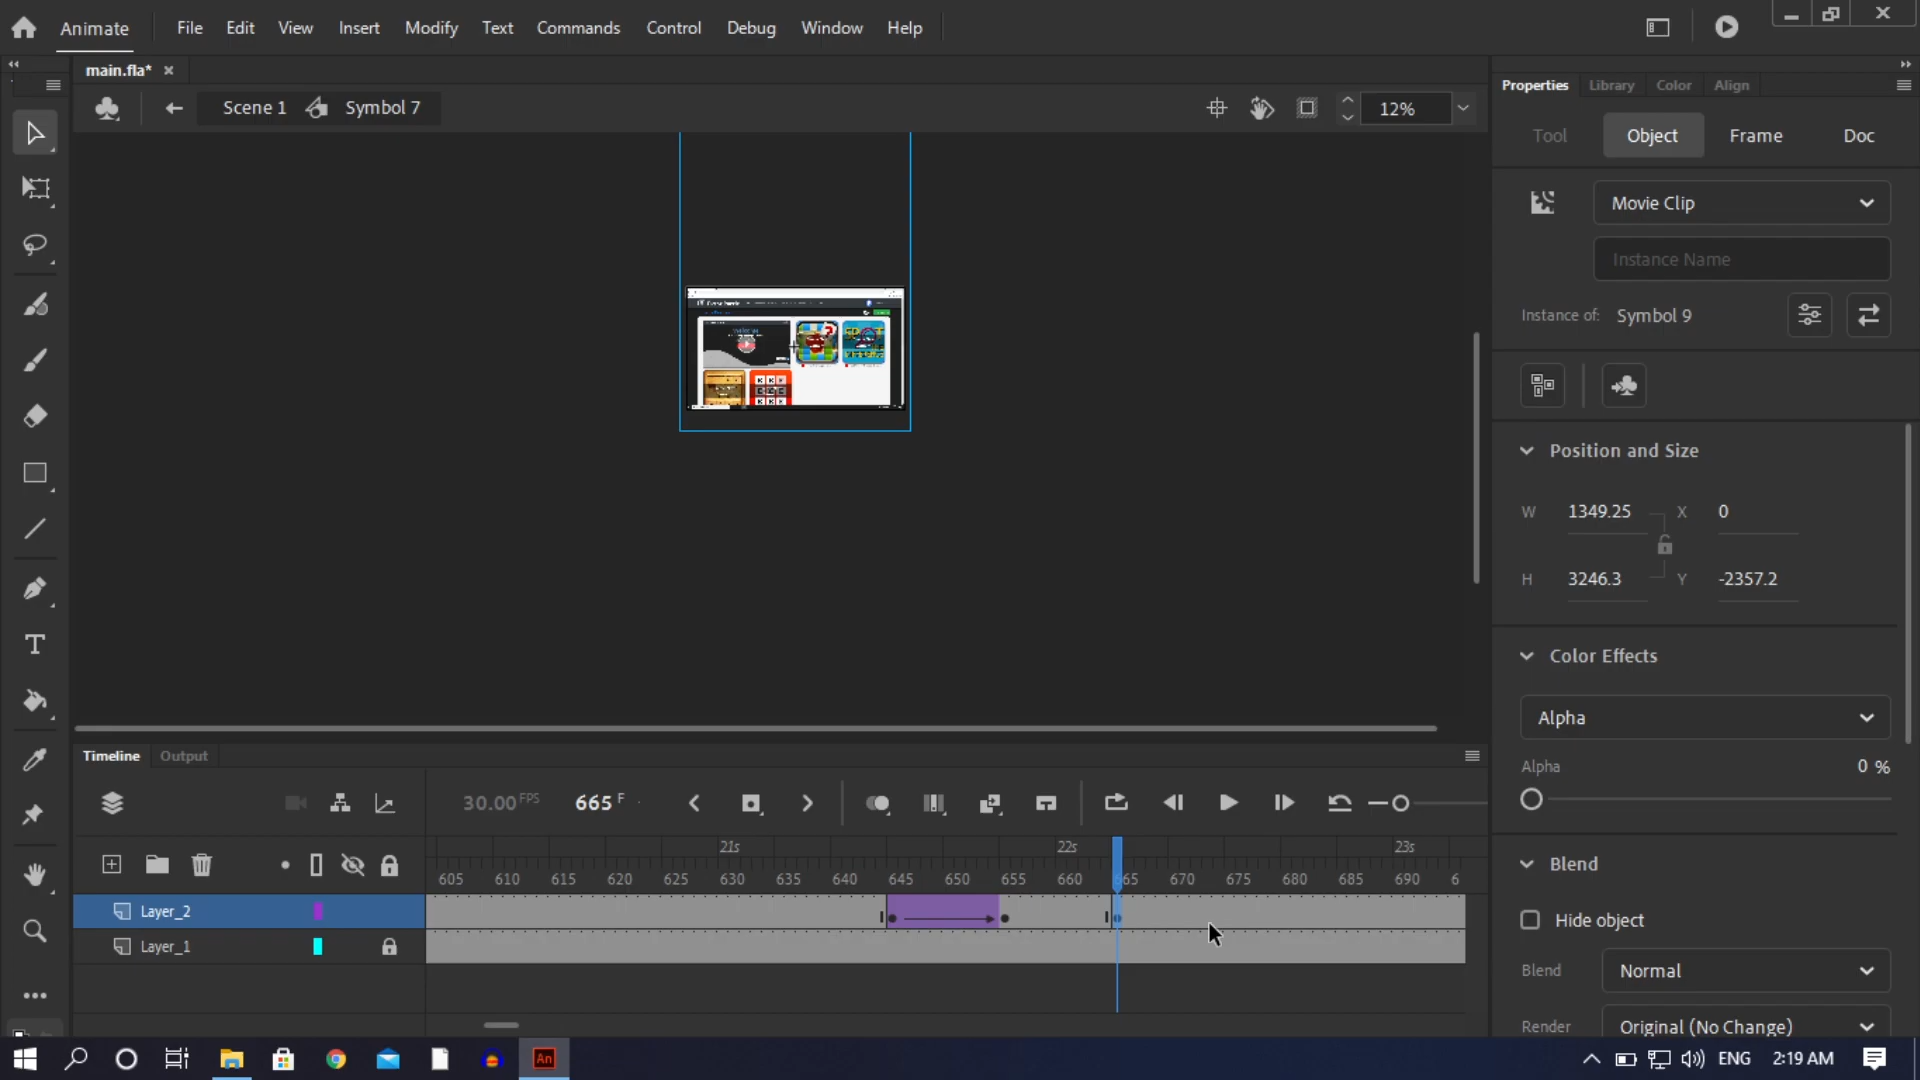 Animate File Edit View Insert Modify Text Commands Control Debug Window Help
main.fla*
Scene 1 Symbol 7 12%
Properties Library Color Align
Tool Object Frame Doc
Movie Clip
Instance Name
Instance of: Symbol 9
Position and Size
W 1349.25 X 0
H 3246.3 Y -2357.2
Color Effects
Alpha
Alpha 0 %
Blend
Hide object
Blend Normal
Render Original (No Change)
Timeline Output
30.00 FPS 665 F
21s 22s 23s
605 610 615 620 625 630 635 640 645 650 655 660 665 670 675 680 685 690 6
Layer_2
Layer_1
An ENG 2:19 AM